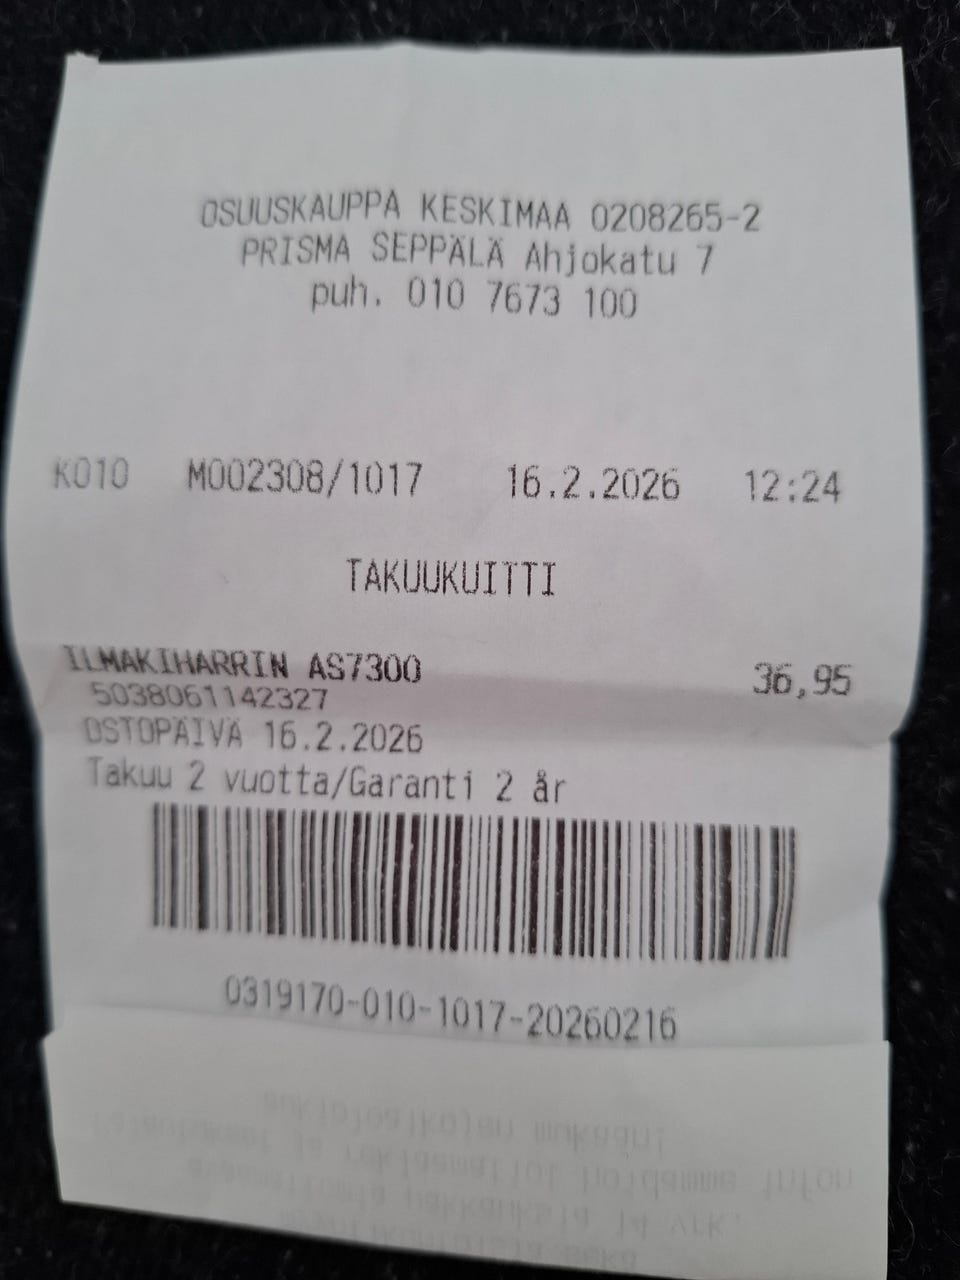 OSUUSKAUPPA KESKIMAA 0208265-2
PRISMA SEPPÄLÄ Ahjokatu 7
puh. 010 7673 100
K010 M002308/1017 16.2.2026 12:24
TAKUUKUITTI
ILMAKIHARRIN AS7300 36,95
5038061142327
OSTOPÄIVÄ 16.2.2026
Takuu 2 vuotta/Garanti 2 år
0319170-010-1017-20260216